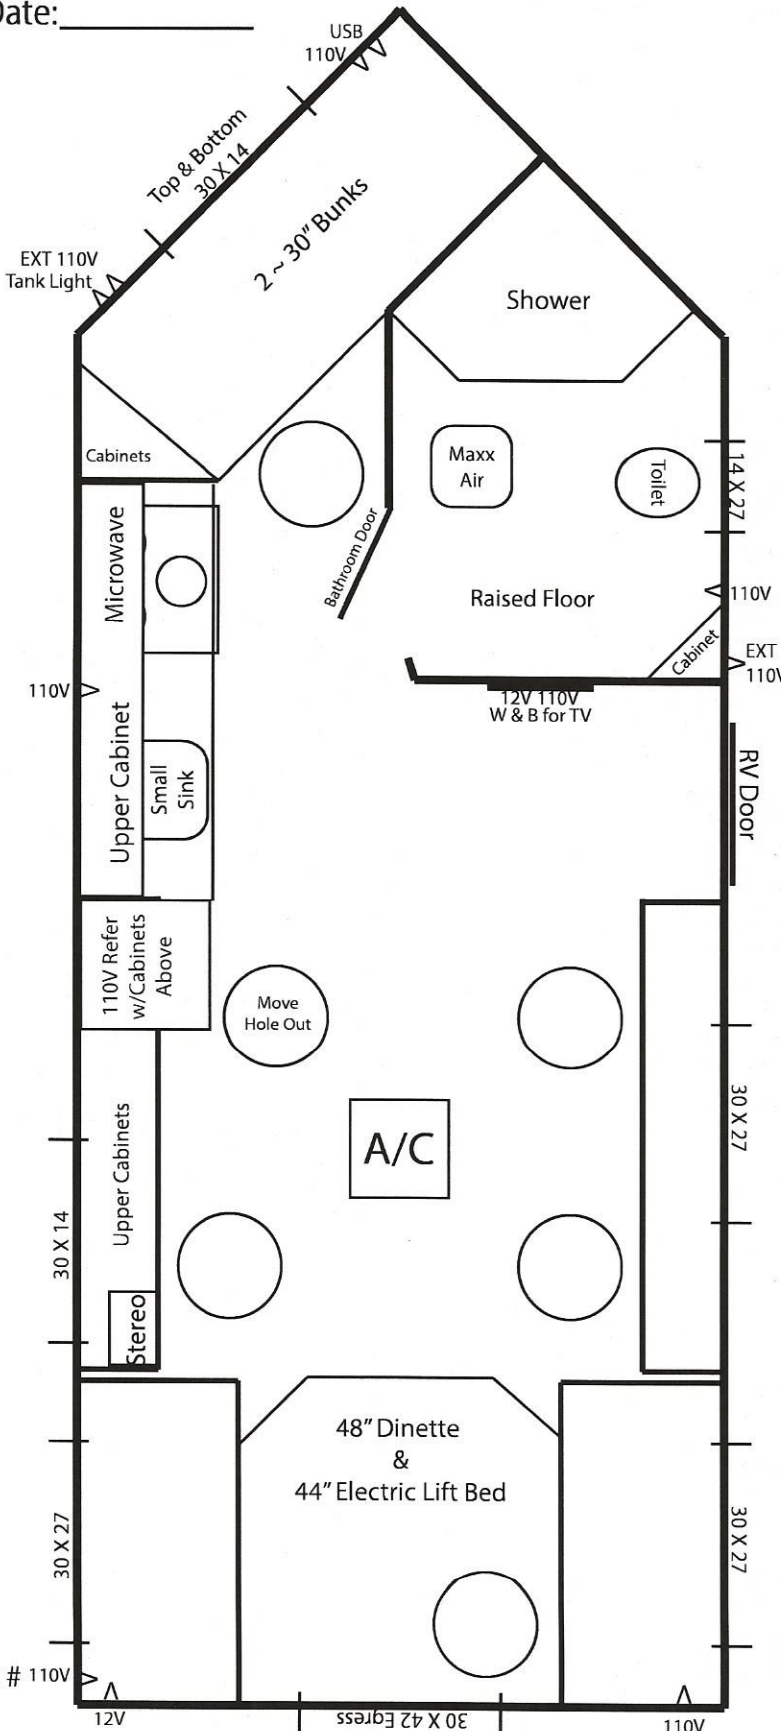 Date:
USB
110V
Top & Bottom
30 X 14
2 ~ 30" Bunks
EXT 110V
Tank Light
Shower
Cabinets
Maxx
Air
Toilet
14 X 27
Microwave
Bathroom Door
Raised Floor
110V
Cabinet
EXT
110V
110V
12V 110V
W & B for TV
Upper Cabinet
Small
Sink
RV Door
110V Refer
w/Cabinets
Above
Move
Hole Out
30 X 27
A/C
Upper Cabinets
30 X 14
Stereo
48" Dinette
&
44" Electric Lift Bed
30 X 27
30 X 27
# 110V
12V
30 X 42 Egress
110V